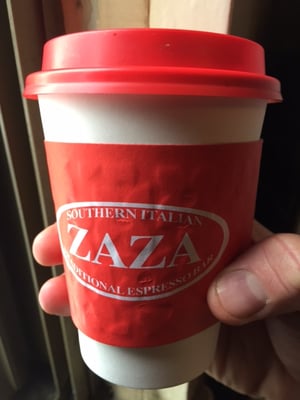 SOUTHERN ITALIAN
ZAZA
TRADITIONAL ESPRESSO BAR